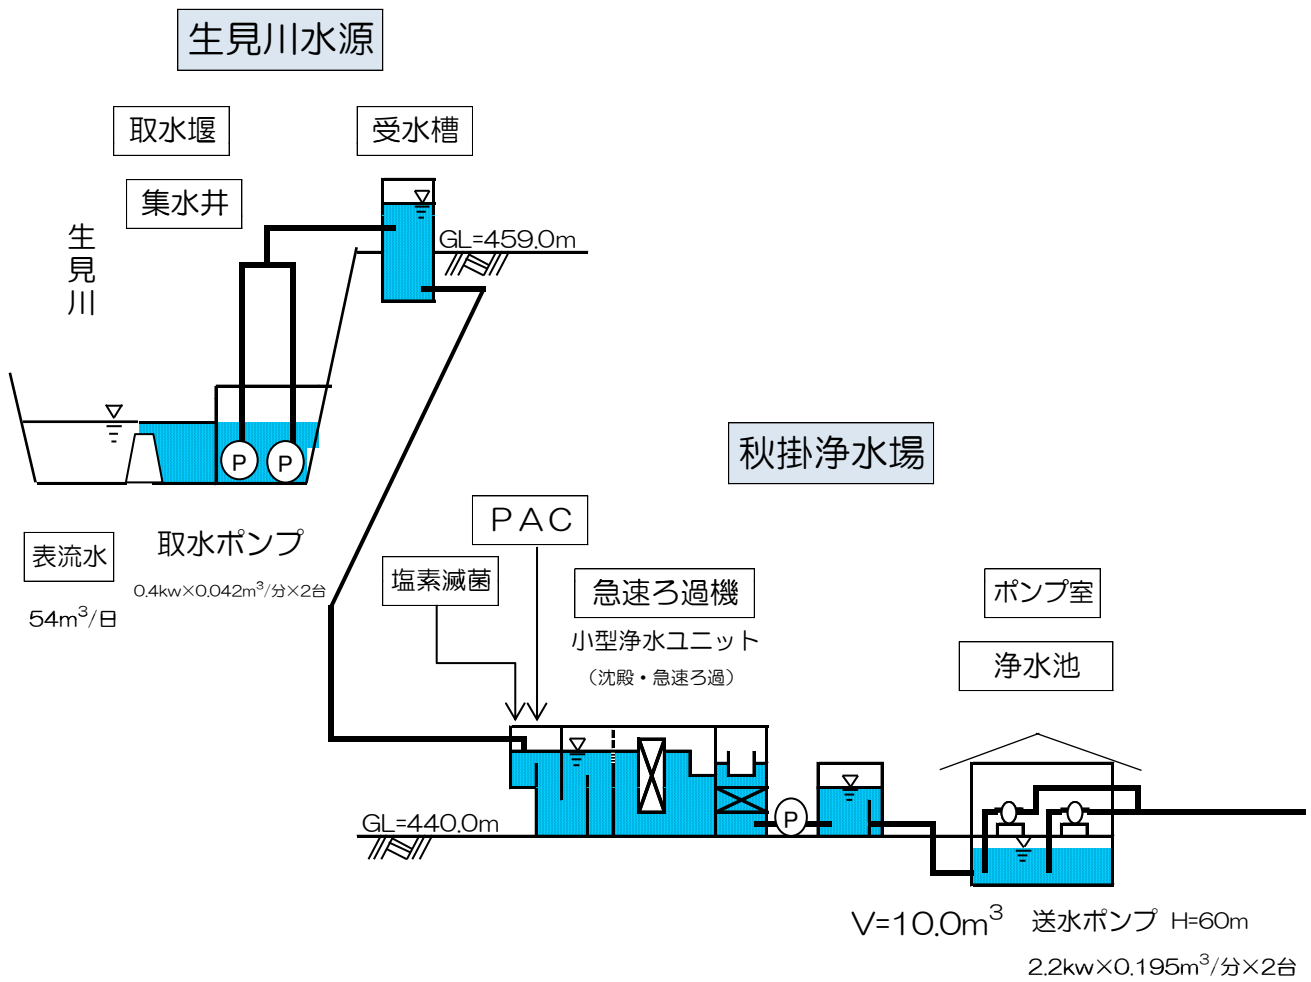 生見川水源
取水堰
受水槽
集水井
生見川
GL=459.0m
秋掛浄水場
PAC
取水ポンプ
表流水
塩素滅菌
急速ろ過機
ポンプ室
0.4kw×0.042m³/分×2台
54m³/日
小型浄水ユニット
（沈殿・急速ろ過）
浄水池
P
P
GL=440.0m
P
V=10.0m³
送水ポンプ H=60m
2.2kw×0.195m³/分×2台